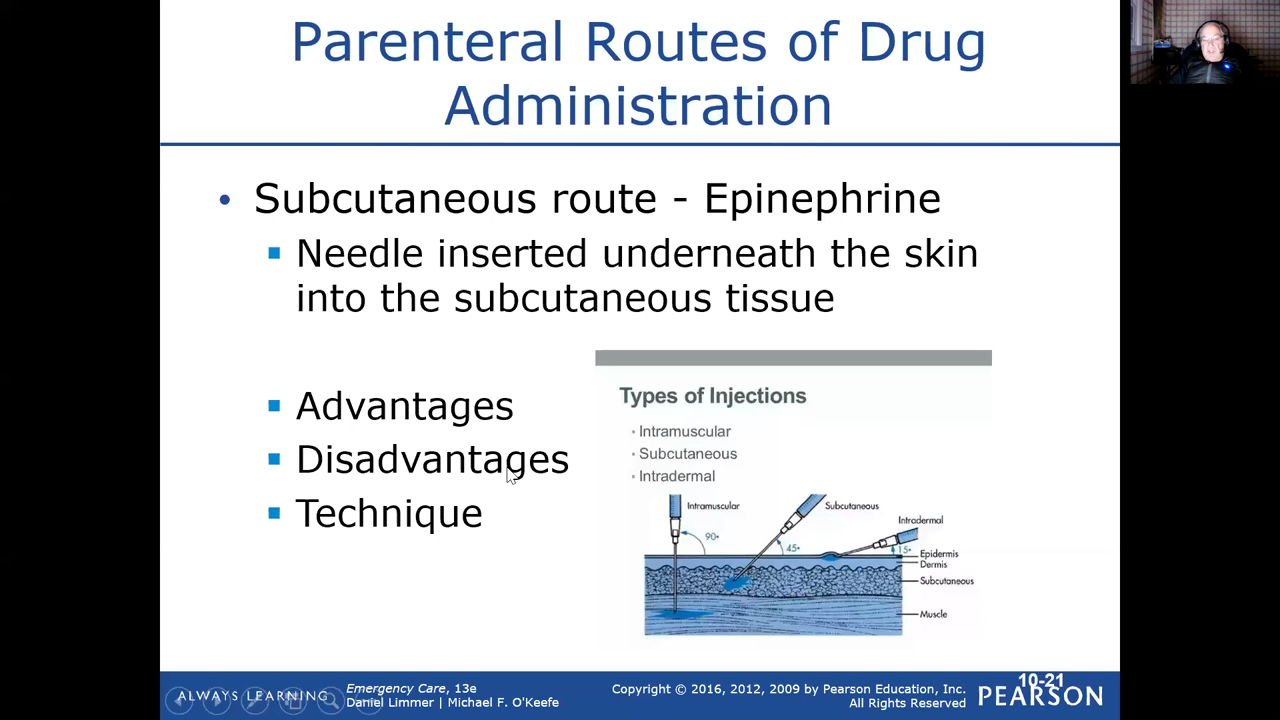 Parenteral Routes of Drug
Administration
• Subcutaneous route - Epinephrine
▪ Needle inserted underneath the skin
into the subcutaneous tissue
▪ Advantages
▪ Disadvantages
▪ Technique
Types of Injections
• Intramuscular
• Subcutaneous
• Intradermal
Intramuscular
90•
Subcutaneous
45•
Intradermal
15•
Epidermis
Dermis
Subcutaneous
Muscle
ALWAYS LEARNING
Emergency Care, 13e
Daniel Limmer | Michael F. O'Keefe
Copyright © 2016, 2012, 2009 by Pearson Education, Inc.
All Rights Reserved
10-21
PEARSON